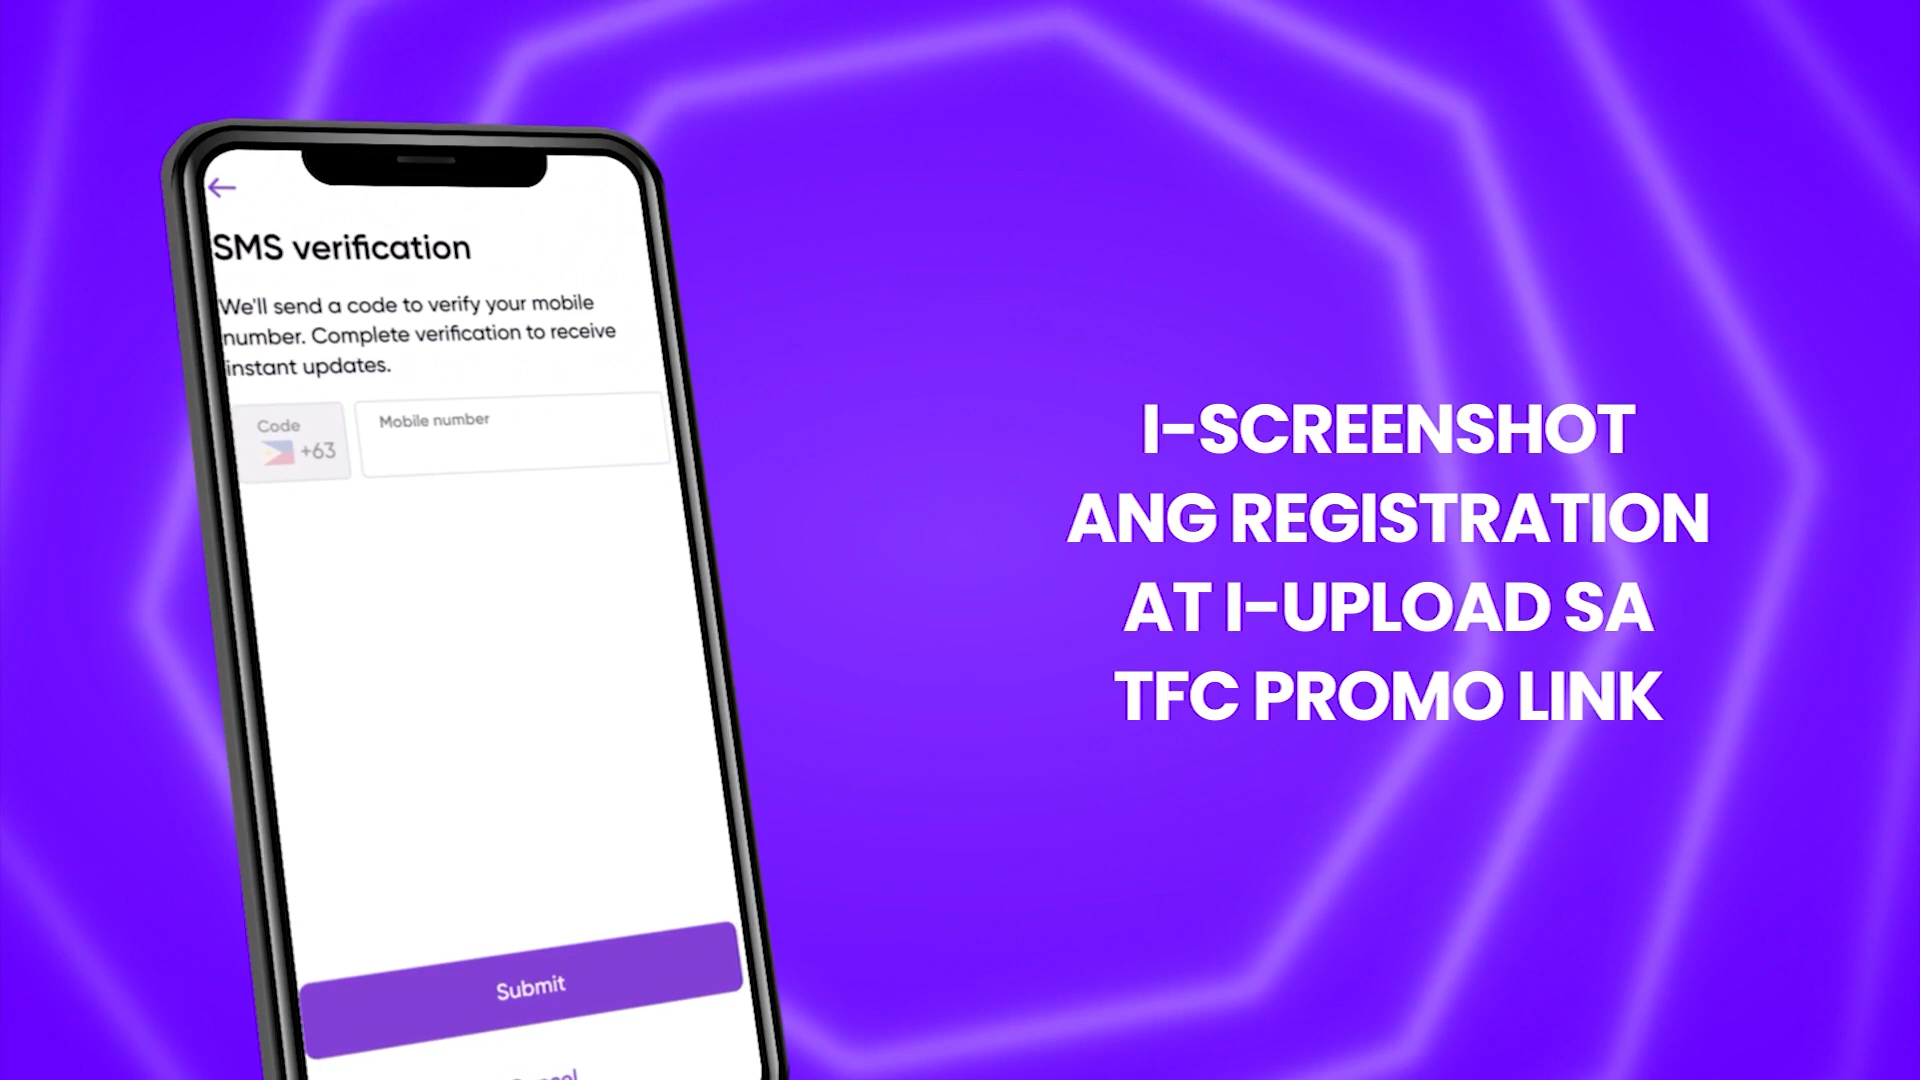 SMS verification
We'll send a code to verify your mobile
number. Complete verification to receive
instant updates.
Code
+63
Mobile number
Submit
I-SCREENSHOT
ANG REGISTRATION
AT I-UPLOAD SA
TFC PROMO LINK